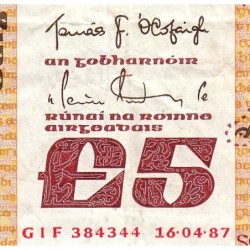 Tomás F. Ó Cofaigh
an gobharnóir
rúnaí na roinne
airgeadais
£5
GIF 384344 16·04·87